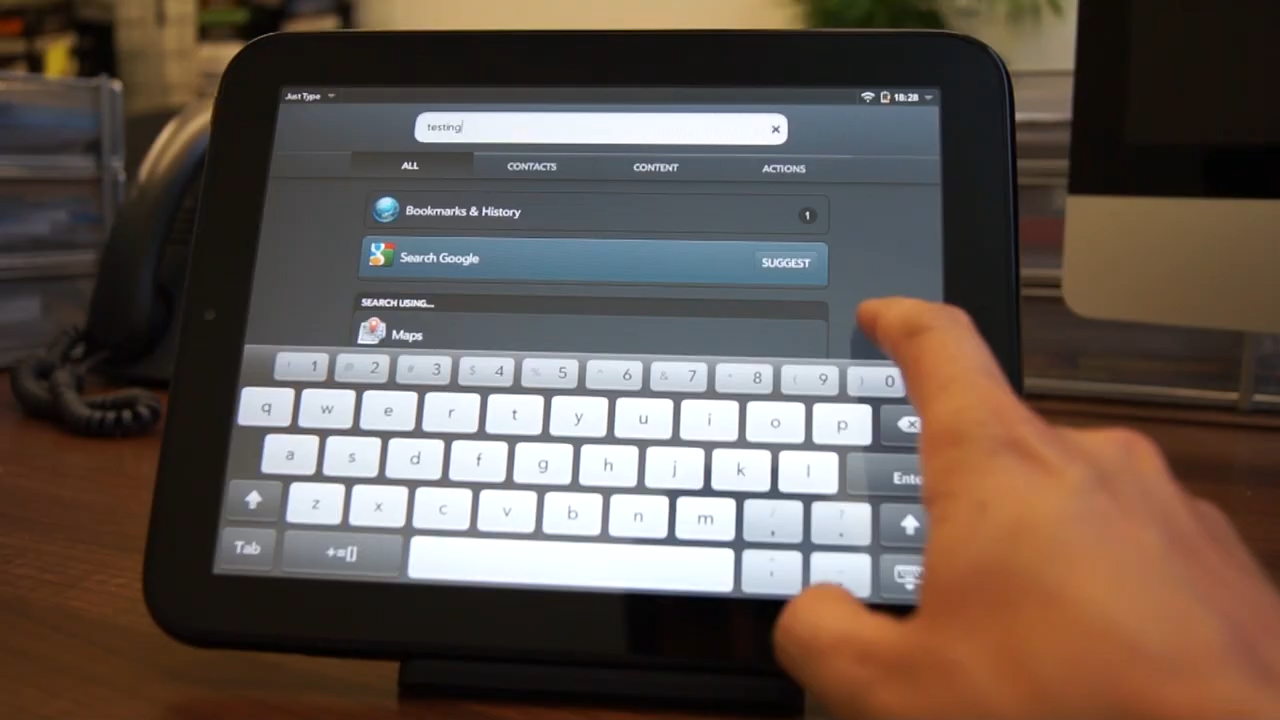 Just Type 18:28
testing
ALL CONTACTS CONTENT ACTIONS
Bookmarks & History 1
Search Google SUGGEST
SEARCH USING...
Maps
! 1 @ 2 # 3 $ 4 % 5 ^ 6 & 7 * 8 ( 9 ) 0
q w e r t y u i o p
a s d f g h j k l Ente
z x c v b n m / , ? .
Tab +=[]